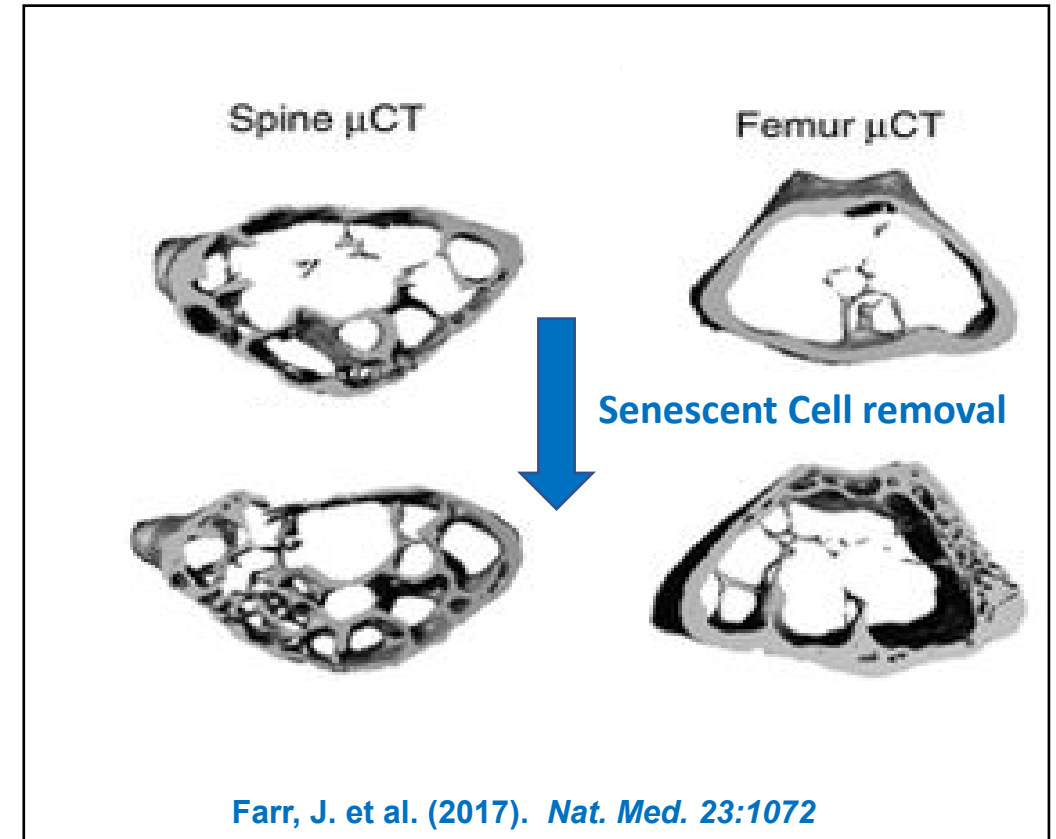 Spine μCT
Femur μCT
Senescent Cell removal
Farr, J. et al. (2017). Nat. Med. 23:1072